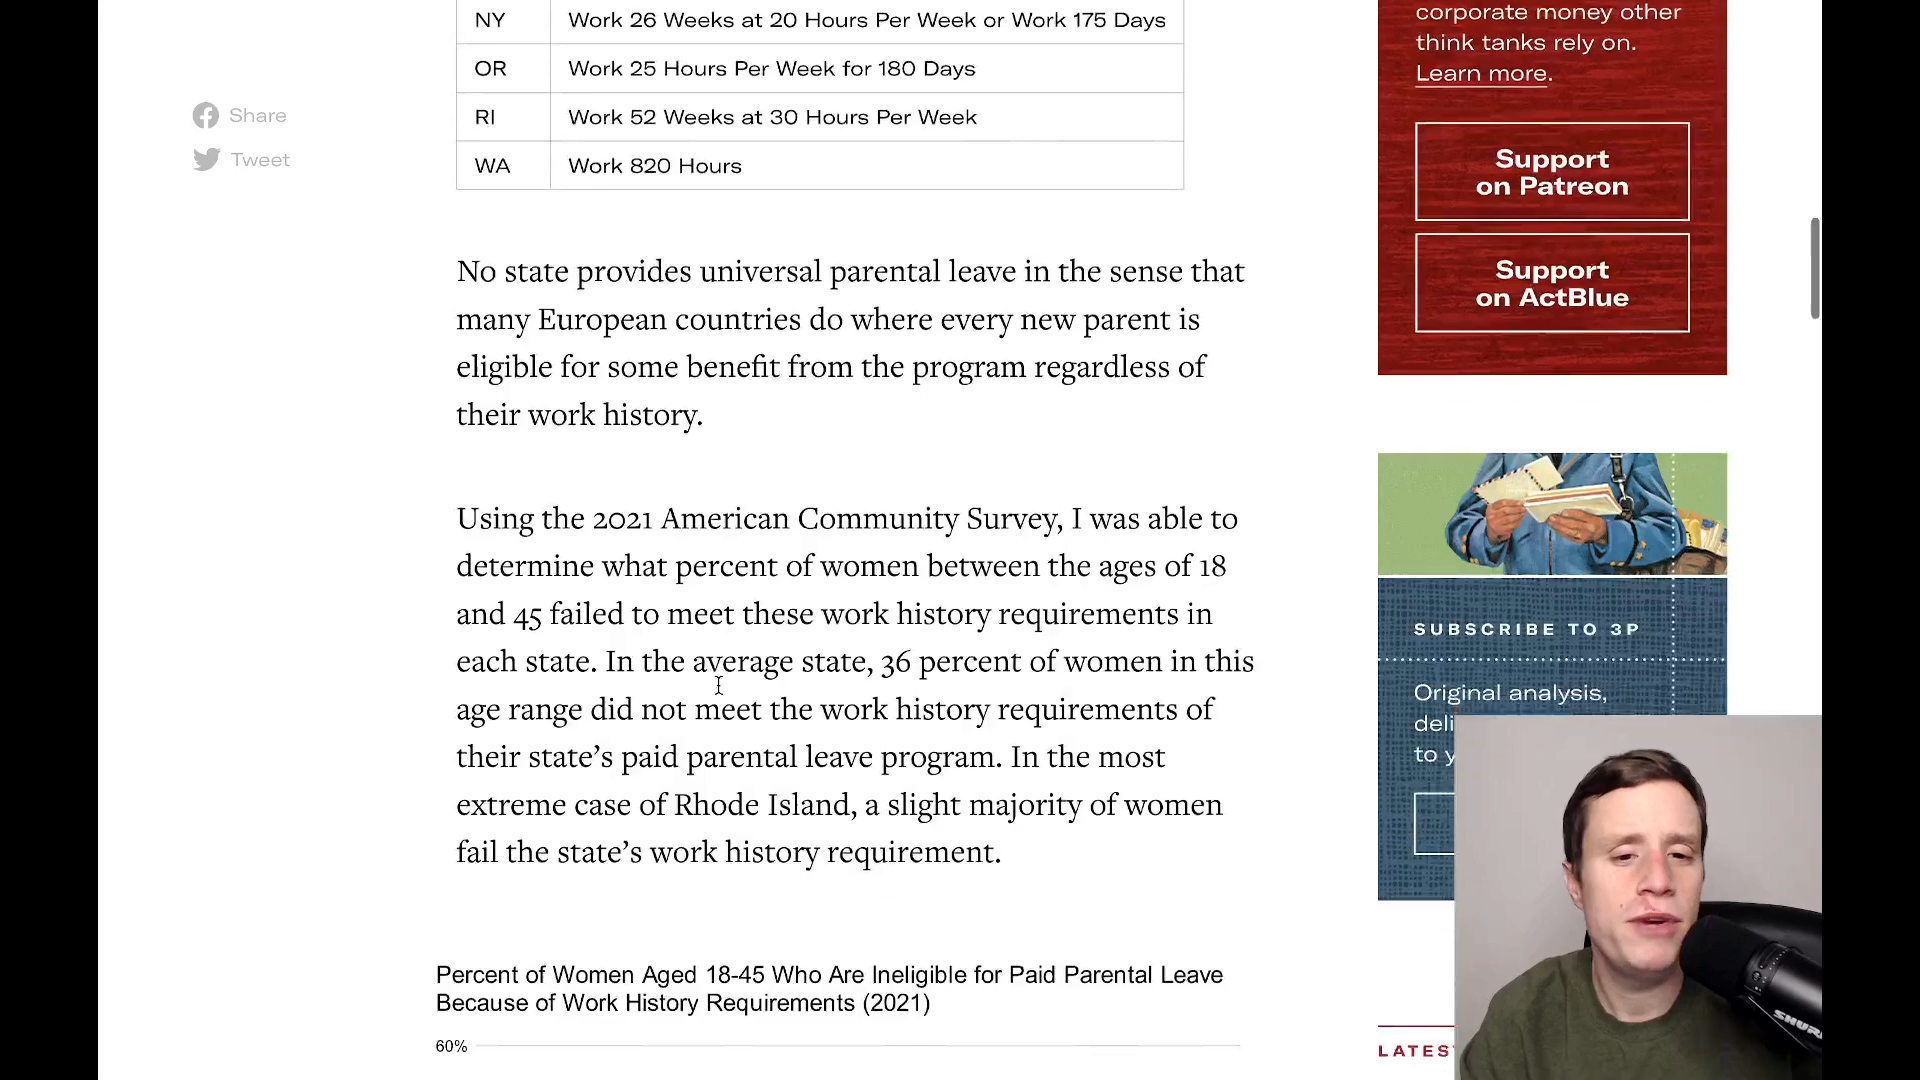 NY Work 26 Weeks at 20 Hours Per Week or Work 175 Days
OR Work 25 Hours Per Week for 180 Days
RI Work 52 Weeks at 30 Hours Per Week
WA Work 820 Hours
Share
Tweet
No state provides universal parental leave in the sense that
many European countries do where every new parent is
eligible for some benefit from the program regardless of
their work history.
Using the 2021 American Community Survey, I was able to
determine what percent of women between the ages of 18
and 45 failed to meet these work history requirements in
each state. In the average state, 36 percent of women in this
age range did not meet the work history requirements of
their state’s paid parental leave program. In the most
extreme case of Rhode Island, a slight majority of women
fail the state’s work history requirement.
Percent of Women Aged 18-45 Who Are Ineligible for Paid Parental Leave
Because of Work History Requirements (2021)
60%
corporate money other
think tanks rely on.
Learn more.
Support
on Patreon
Support
on ActBlue
SUBSCRIBE TO 3P
Original analysis,
deli
to y
LATES
SHUR